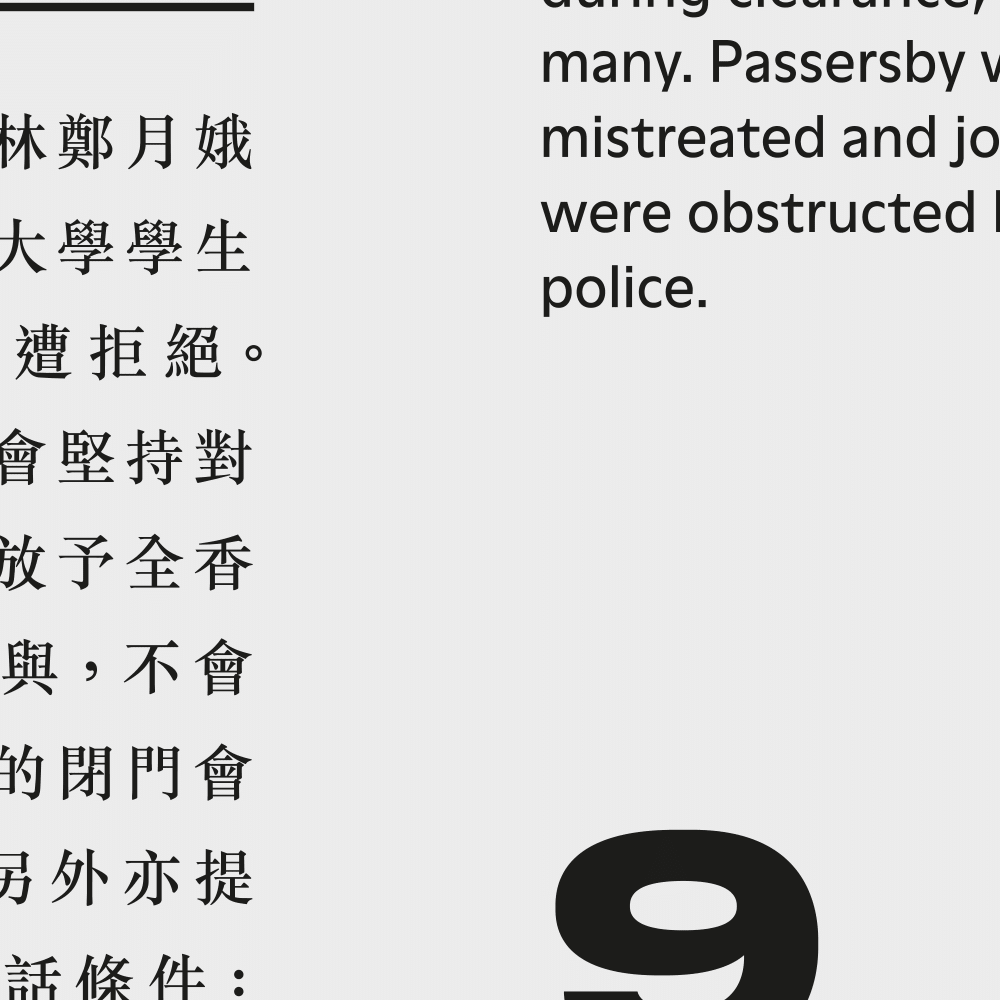 林鄭月娥
大學學生
遭拒絕。
會堅持對
放予全香
與，不會
的閉門會
另外亦提
話條件：
during clearance,
many. Passersby
mistreated and jo
were obstructed
police.
9